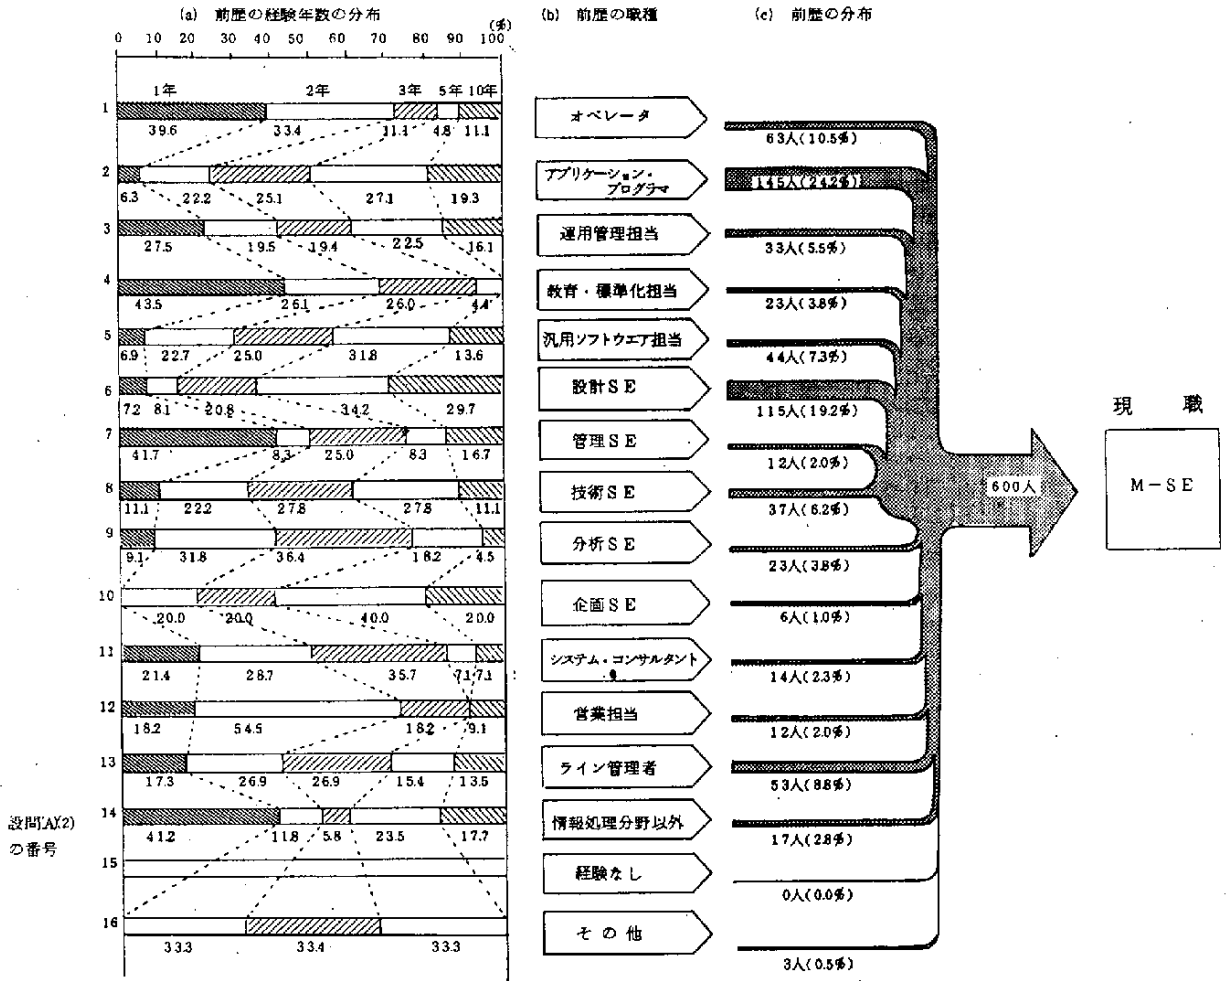 (a) 前歴の経験年数の分布
(b) 前歴の職種
(c) 前歴の分布
(%)
0 10 20 30 40 50 60 70 80 90 100
1年 2年 3年 5年 10年
1
39.6 33.4 11.1 4.8 11.1
オペレータ
63人(10.5%)
2
6.3 22.2 25.1 27.1 19.3
アプリケーション・
プログラマ
145人(24.2%)
3
27.5 19.5 19.4 22.5 16.1
運用管理担当
33人(5.5%)
4
43.5 26.1 26.0 4.4
教育・標準化担当
23人(3.8%)
5
6.9 22.7 25.0 31.8 13.6
汎用ソフトウエア担当
44人(7.3%)
6
7.2 8.1 20.8 34.2 29.7
設計SE
115人(19.2%)
7
41.7 8.3 25.0 8.3 16.7
管理SE
12人(2.0%)
8
11.1 22.2 27.8 27.8 11.1
技術SE
37人(6.2%)
9
9.1 31.8 36.4 18.2 4.5
分析SE
23人(3.8%)
10
20.0 20.0 40.0 20.0
企画SE
6人(1.0%)
11
21.4 28.7 35.7 7.1 7.1
システム・コンサルタント
14人(2.3%)
12
18.2 54.5 18.2 9.1
営業担当
12人(2.0%)
13
17.3 26.9 26.9 15.4 13.5
ライン管理者
53人(8.8%)
14
41.2 11.8 5.8 23.5 17.7
情報処理分野以外
17人(2.8%)
15
経験なし
0人(0.0%)
16
33.3 33.4 33.3
その他
3人(0.5%)
設問(A)(2)
の番号
600人
現職
M-SE